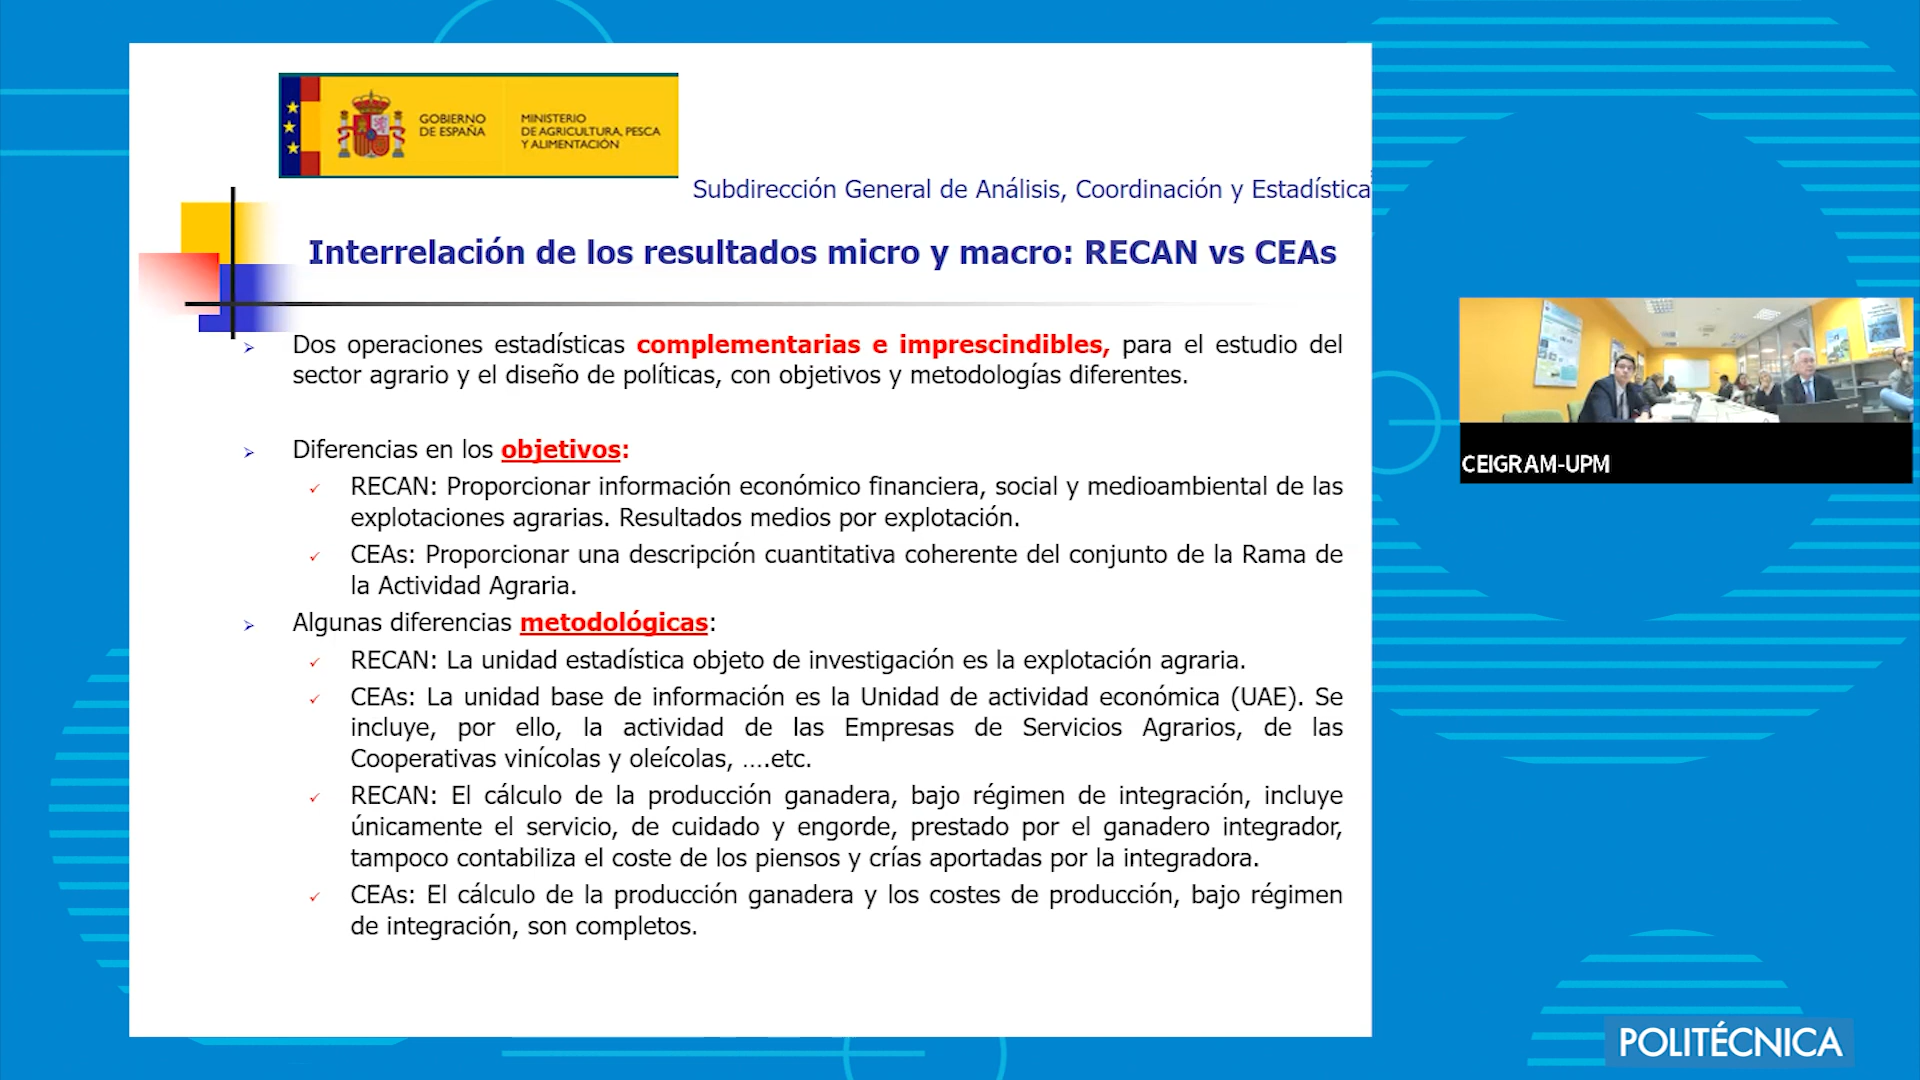 GOBIERNO
DE ESPAÑA
MINISTERIO
DE AGRICULTURA, PESCA
Y ALIMENTACIÓN
Subdirección General de Análisis, Coordinación y Estadística
Interrelación de los resultados micro y macro: RECAN vs CEAs
Dos operaciones estadísticas complementarias e imprescindibles, para el estudio del
sector agrario y el diseño de políticas, con objetivos y metodologías diferentes.
Diferencias en los objetivos:
RECAN: Proporcionar información económico financiera, social y medioambiental de las
explotaciones agrarias. Resultados medios por explotación.
CEAs: Proporcionar una descripción cuantitativa coherente del conjunto de la Rama de
la Actividad Agraria.
Algunas diferencias metodológicas:
RECAN: La unidad estadística objeto de investigación es la explotación agraria.
CEAs: La unidad base de información es la Unidad de actividad económica (UAE). Se
incluye, por ello, la actividad de las Empresas de Servicios Agrarios, de las
Cooperativas vinícolas y oleícolas, ….etc.
RECAN: El cálculo de la producción ganadera, bajo régimen de integración, incluye
únicamente el servicio, de cuidado y engorde, prestado por el ganadero integrador,
tampoco contabiliza el coste de los piensos y crías aportadas por la integradora.
CEAs: El cálculo de la producción ganadera y los costes de producción, bajo régimen
de integración, son completos.
CEIGRAM-UPM
POLITÉCNICA